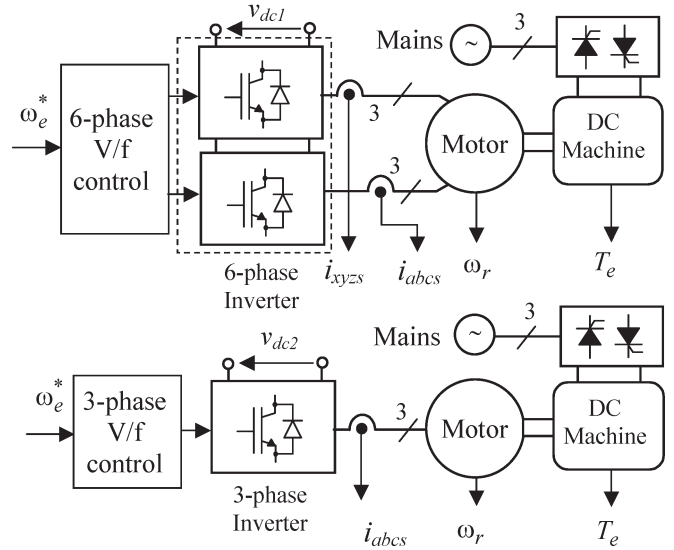 v_dc1
3
Mains ~
ω_e^*
6-phase
V/f
control
3
Motor
DC
Machine
3
6-phase
Inverter
i_xyzs
i_abcs
ω_r
T_e
v_dc2
3
Mains ~
ω_e^*
3-phase
V/f
control
3
Motor
DC
Machine
3-phase
Inverter
i_abcs
ω_r
T_e